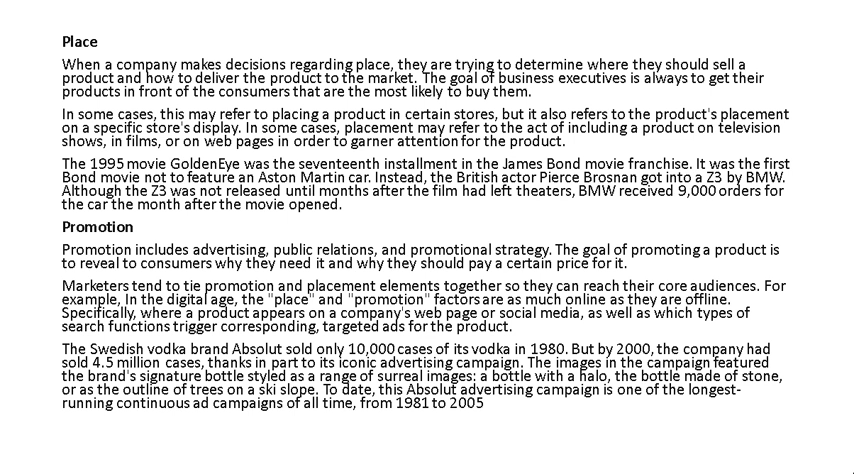 Place
When a company makes decisions regarding place, they are trying to determine where they should sell a
product and how to deliver the product to the market. The goal of business executives is always to get their
products in front of the consumers that are the most likely to buy them.
In some cases, this may refer to placing a product in certain stores, but it also refers to the product's placement
on a specific store's display. In some cases, placement may refer to the act of including a product on television
shows, in films, or on web pages in order to garner attention for the product.
The 1995 movie GoldenEye was the seventeenth installment in the James Bond movie franchise. It was the first
Bond movie not to feature an Aston Martin car. Instead, the British actor Pierce Brosnan got into a Z3 by BMW.
Although the Z3 was not released until months after the film had left theaters, BMW received 9,000 orders for
the car the month after the movie opened.
Promotion
Promotion includes advertising, public relations, and promotional strategy. The goal of promoting a product is
to reveal to consumers why they need it and why they should pay a certain price for it.
Marketers tend to tie promotion and placement elements together so they can reach their core audiences. For
example, In the digital age, the "place" and "promotion" factors are as much online as they are offline.
Specifically, where a product appears on a company's web page or social media, as well as which types of
search functions trigger corresponding, targeted ads for the product.
The Swedish vodka brand Absolut sold only 10,000 cases of its vodka in 1980. But by 2000, the company had
sold 4.5 million cases, thanks in part to its iconic advertising campaign. The images in the campaign featured
the brand's signature bottle styled as a range of surreal images: a bottle with a halo, the bottle made of stone,
or as the outline of trees on a ski slope. To date, this Absolut advertising campaign is one of the longest-
running continuous ad campaigns of all time, from 1981 to 2005